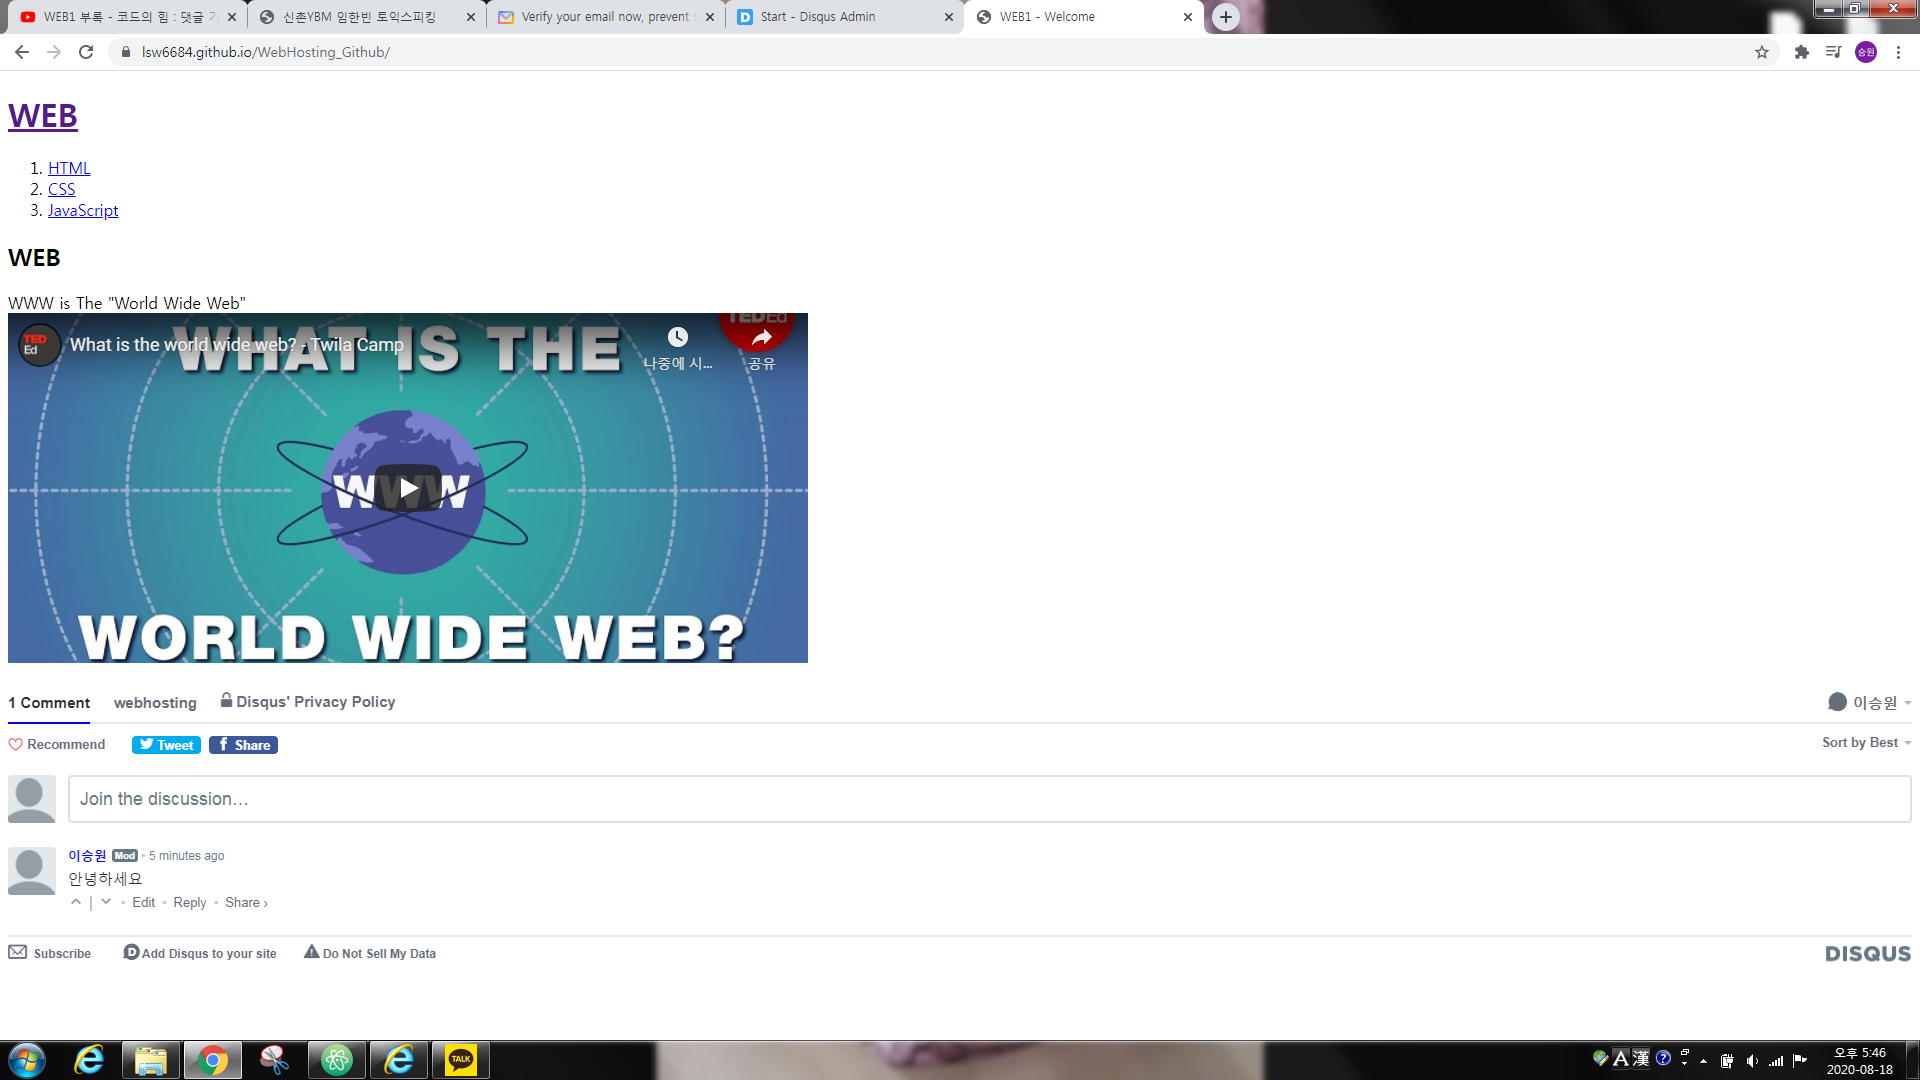 WEB1 부록 - 코드의 힘 : 댓글 기
신촌YBM 임한빈 토익스피킹
Verify your email now, prevent s
Start - Disqus Admin
WEB1 - Welcome
lsw6684.github.io/WebHosting_Github/
승원
WEB
1. HTML
2. CSS
3. JavaScript
WEB
WWW is The "World Wide Web"
TED Ed
What is the world wide web? - Twila Camp
나중에 시...
공유
TEDEd
WHAT IS THE
WWW
WORLD WIDE WEB?
1 Comment
webhosting
Disqus' Privacy Policy
이승원
Recommend
Tweet
f Share
Sort by Best
Join the discussion…
이승원 Mod • 5 minutes ago
안녕하세요
• Edit • Reply • Share ›
Subscribe
Add Disqus to your site
Do Not Sell My Data
DISQUS
TALK
A 漢
오후 5:46
2020-08-18